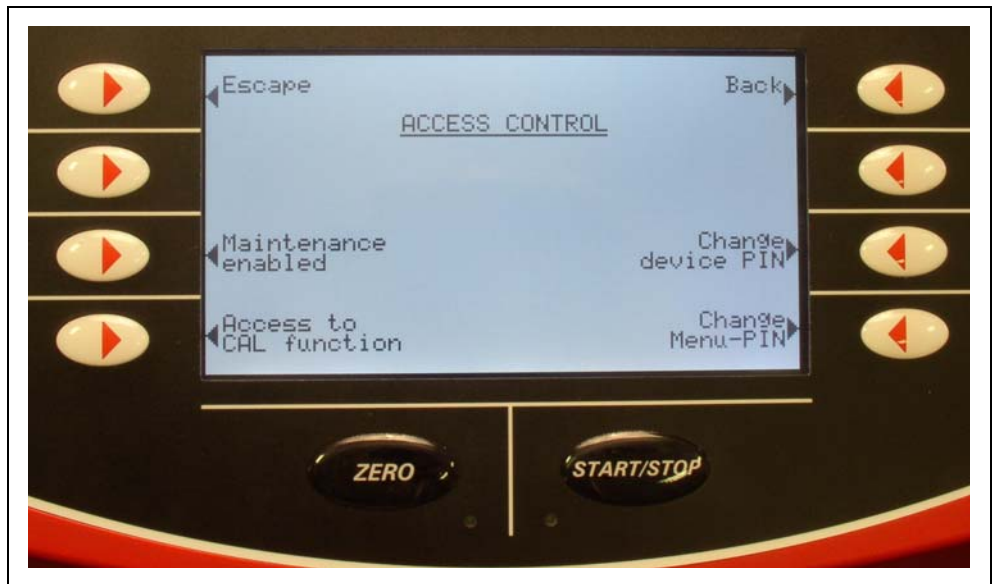 Escape
Back
ACCESS CONTROL
Maintenance
enabled
Change
device PIN
Access to
CAL function
Change
Menu-PIN
ZERO
START/STOP